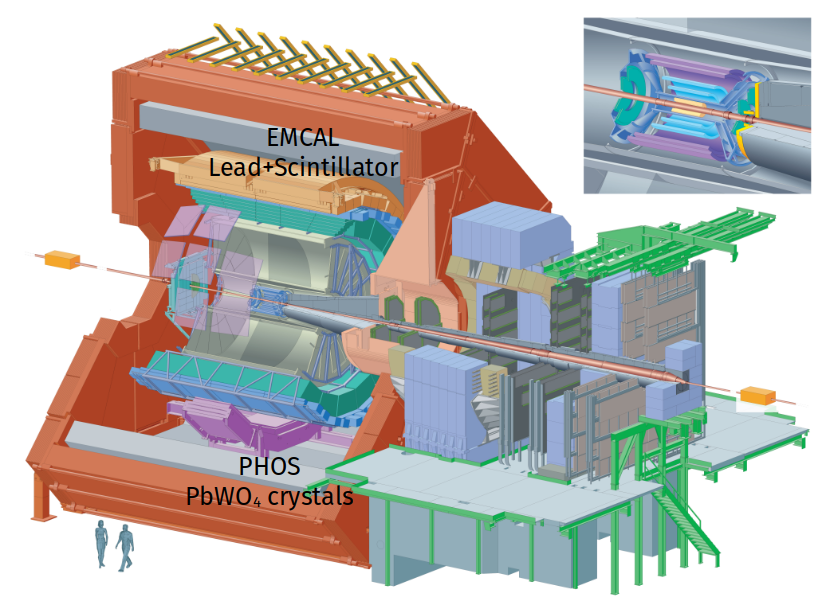 EMCAL
Lead+Scintillator
PHOS
PbWO₄ crystals